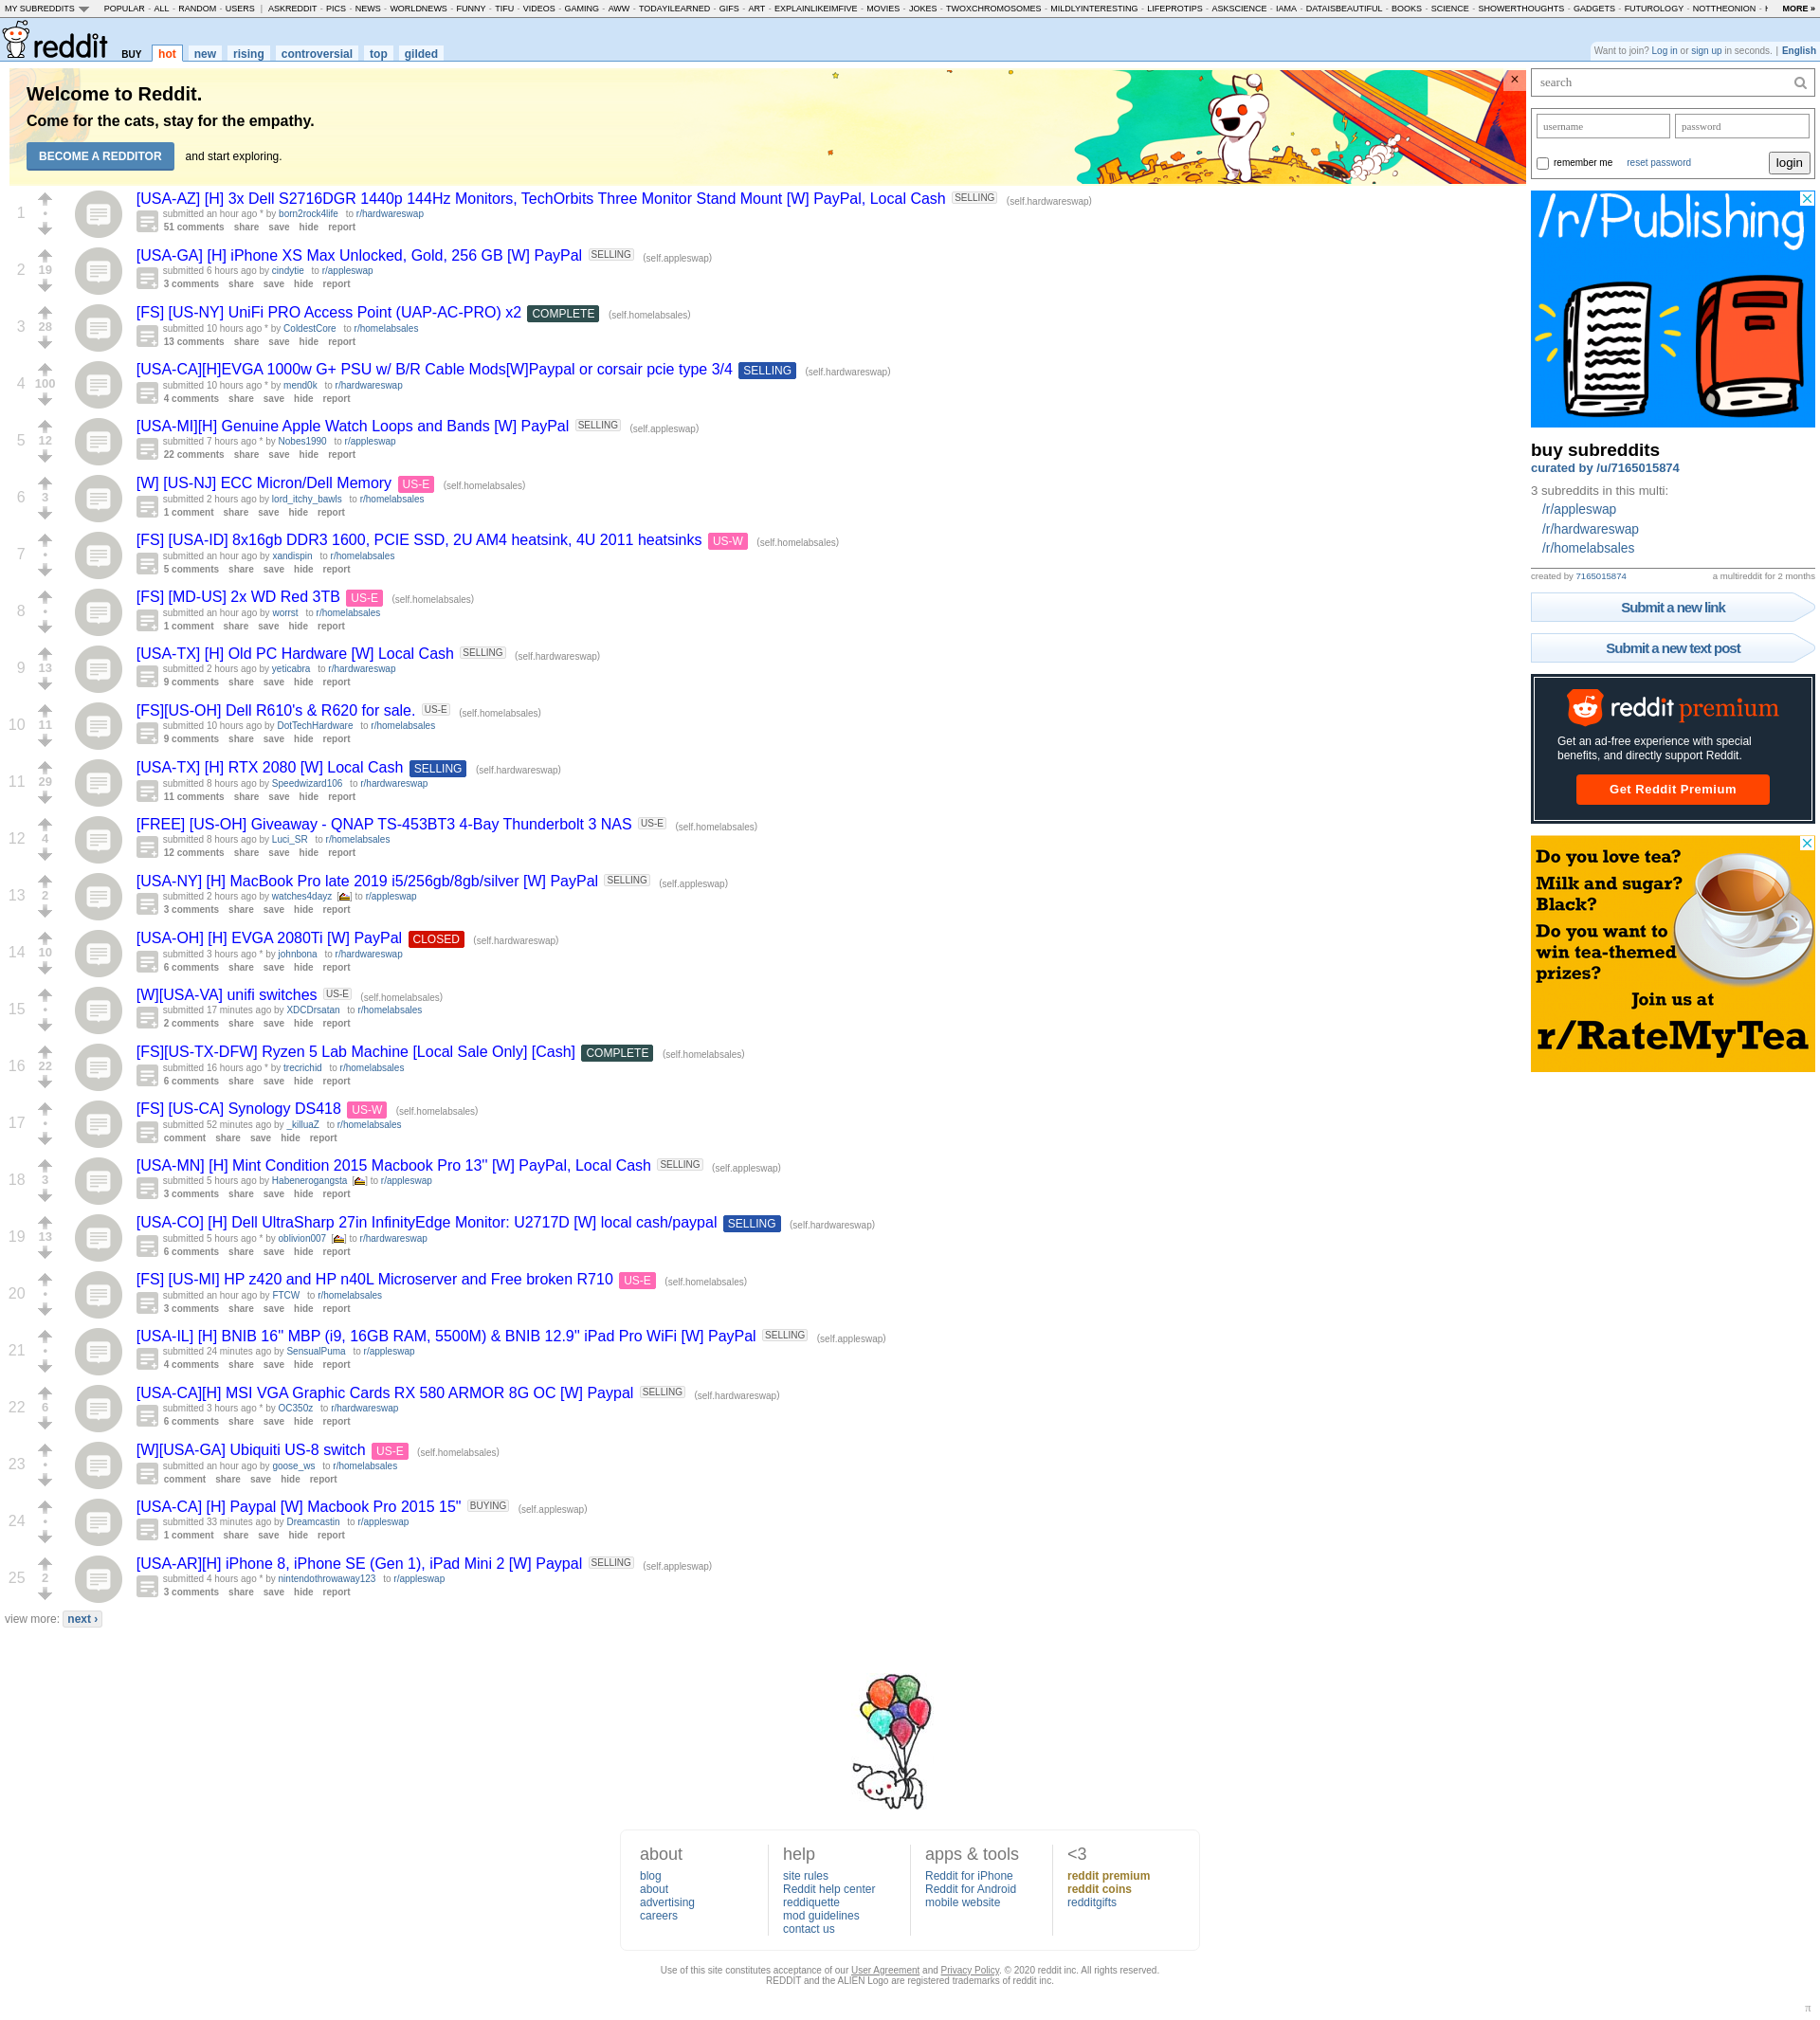 MY SUBREDDITS POPULAR - ALL - RANDOM - USERS | ASKREDDIT - PICS - NEWS - WORLDNEWS - FUNNY - TIFU - VIDEOS - GAMING - AWW - TODAYILEARNED - GIFS - ART - EXPLAINLIKEIMFIVE - MOVIES - JOKES - TWOXCHROMOSOMES - MILDLYINTERESTING - LIFEPROTIPS - ASKSCIENCE - IAMA - DATAISBEAUTIFUL - BOOKS - SCIENCE - SHOWERTHOUGHTS - GADGETS - FUTUROLOGY - NOTTHEONION - MORE »
reddit BUY hot new rising controversial top gilded
Want to join? Log in or sign up in seconds. | English
Welcome to Reddit.
Come for the cats, stay for the empathy.
BECOME A REDDITOR and start exploring.
×
1 • [USA-AZ] [H] 3x Dell S2716DGR 1440p 144Hz Monitors, TechOrbits Three Monitor Stand Mount [W] PayPal, Local Cash SELLING (self.hardwareswap)
submitted an hour ago * by born2rock4life to r/hardwareswap
51 comments share save hide report
2 19 [USA-GA] [H] iPhone XS Max Unlocked, Gold, 256 GB [W] PayPal SELLING (self.appleswap)
submitted 6 hours ago by cindytie to r/appleswap
3 comments share save hide report
3 28 [FS] [US-NY] UniFi PRO Access Point (UAP-AC-PRO) x2 COMPLETE (self.homelabsales)
submitted 10 hours ago * by ColdestCore to r/homelabsales
13 comments share save hide report
4 100 [USA-CA][H]EVGA 1000w G+ PSU w/ B/R Cable Mods[W]Paypal or corsair pcie type 3/4 SELLING (self.hardwareswap)
submitted 10 hours ago * by mend0k to r/hardwareswap
4 comments share save hide report
5 12 [USA-MI][H] Genuine Apple Watch Loops and Bands [W] PayPal SELLING (self.appleswap)
submitted 7 hours ago * by Nobes1990 to r/appleswap
22 comments share save hide report
6 3 [W] [US-NJ] ECC Micron/Dell Memory US-E (self.homelabsales)
submitted 2 hours ago by lord_itchy_bawls to r/homelabsales
1 comment share save hide report
7 • [FS] [USA-ID] 8x16gb DDR3 1600, PCIE SSD, 2U AM4 heatsink, 4U 2011 heatsinks US-W (self.homelabsales)
submitted an hour ago by xandispin to r/homelabsales
5 comments share save hide report
8 • [FS] [MD-US] 2x WD Red 3TB US-E (self.homelabsales)
submitted an hour ago by worrst to r/homelabsales
1 comment share save hide report
9 13 [USA-TX] [H] Old PC Hardware [W] Local Cash SELLING (self.hardwareswap)
submitted 2 hours ago by yeticabra to r/hardwareswap
9 comments share save hide report
10 11 [FS][US-OH] Dell R610's & R620 for sale. US-E (self.homelabsales)
submitted 10 hours ago by DotTechHardware to r/homelabsales
9 comments share save hide report
11 29 [USA-TX] [H] RTX 2080 [W] Local Cash SELLING (self.hardwareswap)
submitted 8 hours ago by Speedwizard106 to r/hardwareswap
11 comments share save hide report
12 4 [FREE] [US-OH] Giveaway - QNAP TS-453BT3 4-Bay Thunderbolt 3 NAS US-E (self.homelabsales)
submitted 8 hours ago by Luci_SR to r/homelabsales
12 comments share save hide report
13 2 [USA-NY] [H] MacBook Pro late 2019 i5/256gb/8gb/silver [W] PayPal SELLING (self.appleswap)
submitted 2 hours ago by watches4dayz [] to r/appleswap
3 comments share save hide report
14 10 [USA-OH] [H] EVGA 2080Ti [W] PayPal CLOSED (self.hardwareswap)
submitted 3 hours ago * by johnbona to r/hardwareswap
6 comments share save hide report
15 • [W][USA-VA] unifi switches US-E (self.homelabsales)
submitted 17 minutes ago by XDCDrsatan to r/homelabsales
2 comments share save hide report
16 22 [FS][US-TX-DFW] Ryzen 5 Lab Machine [Local Sale Only] [Cash] COMPLETE (self.homelabsales)
submitted 16 hours ago * by trecrichid to r/homelabsales
6 comments share save hide report
17 • [FS] [US-CA] Synology DS418 US-W (self.homelabsales)
submitted 52 minutes ago by _killuaZ to r/homelabsales
comment share save hide report
18 3 [USA-MN] [H] Mint Condition 2015 Macbook Pro 13'' [W] PayPal, Local Cash SELLING (self.appleswap)
submitted 5 hours ago by Habenerogangsta [] to r/appleswap
3 comments share save hide report
19 13 [USA-CO] [H] Dell UltraSharp 27in InfinityEdge Monitor: U2717D [W] local cash/paypal SELLING (self.hardwareswap)
submitted 5 hours ago * by oblivion007 [] to r/hardwareswap
6 comments share save hide report
20 • [FS] [US-MI] HP z420 and HP n40L Microserver and Free broken R710 US-E (self.homelabsales)
submitted an hour ago by FTCW to r/homelabsales
3 comments share save hide report
21 • [USA-IL] [H] BNIB 16" MBP (i9, 16GB RAM, 5500M) & BNIB 12.9" iPad Pro WiFi [W] PayPal SELLING (self.appleswap)
submitted 24 minutes ago by SensualPuma to r/appleswap
4 comments share save hide report
22 6 [USA-CA][H] MSI VGA Graphic Cards RX 580 ARMOR 8G OC [W] Paypal SELLING (self.hardwareswap)
submitted 3 hours ago * by OC350z to r/hardwareswap
6 comments share save hide report
23 • [W][USA-GA] Ubiquiti US-8 switch US-E (self.homelabsales)
submitted an hour ago by goose_ws to r/homelabsales
comment share save hide report
24 • [USA-CA] [H] Paypal [W] Macbook Pro 2015 15" BUYING (self.appleswap)
submitted 33 minutes ago by Dreamcastin to r/appleswap
1 comment share save hide report
25 2 [USA-AR][H] iPhone 8, iPhone SE (Gen 1), iPad Mini 2 [W] Paypal SELLING (self.appleswap)
submitted 4 hours ago * by nintendothrowaway123 to r/appleswap
3 comments share save hide report
view more: next ›
search
username password
remember me reset password login
/r/Publishing
buy subreddits
curated by /u/7165015874
3 subreddits in this multi:
/r/appleswap
/r/hardwareswap
/r/homelabsales
created by 7165015874 a multireddit for 2 months
Submit a new link
Submit a new text post
reddit premium
Get an ad-free experience with special
benefits, and directly support Reddit.
Get Reddit Premium
Do you love tea?
Milk and sugar?
Black?
Do you want to
win tea-themed
prizes?
Join us at
r/RateMyTea
about
blog
about
advertising
careers
help
site rules
Reddit help center
reddiquette
mod guidelines
contact us
apps & tools
Reddit for iPhone
Reddit for Android
mobile website
<3
reddit premium
reddit coins
redditgifts
Use of this site constitutes acceptance of our User Agreement and Privacy Policy. © 2020 reddit inc. All rights reserved.
REDDIT and the ALIEN Logo are registered trademarks of reddit inc.
π